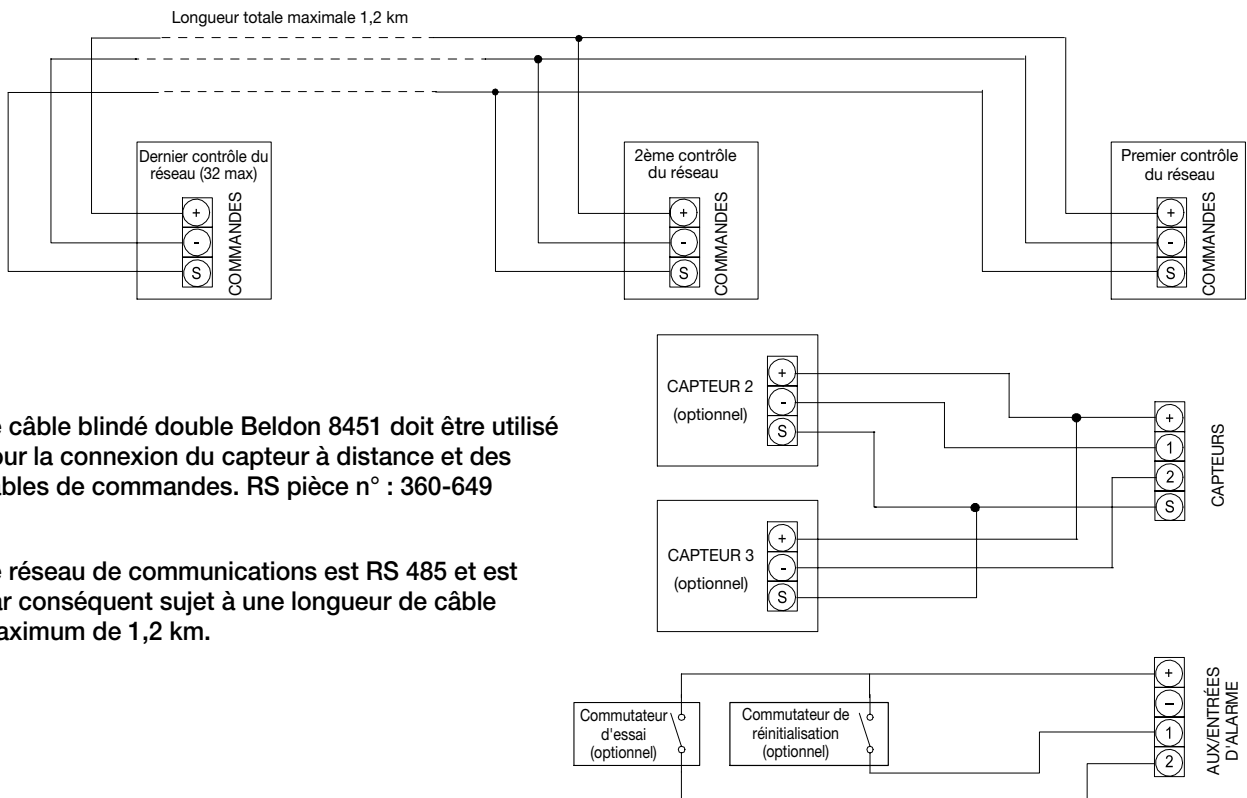 Longueur totale maximale 1,2 km
Dernier contrôle du
réseau (32 max)
+
-
S
COMMANDES
2ème contrôle
du réseau
+
-
S
COMMANDES
Premier contrôle
du réseau
+
-
S
COMMANDES
e câble blindé double Beldon 8451 doit être utilisé
our la connexion du capteur à distance et des
ables de commandes. RS pièce n° : 360-649
e réseau de communications est RS 485 et est
ar conséquent sujet à une longueur de câble
aximum de 1,2 km.
CAPTEUR 2
(optionnel)
+
-
S
CAPTEUR 3
(optionnel)
+
-
S
+
1
2
S
CAPTEURS
Commutateur
d'essai
(optionnel)
Commutateur de
réinitialisation
(optionnel)
+
-
1
2
AUX/ENTRÉES
D'ALARME